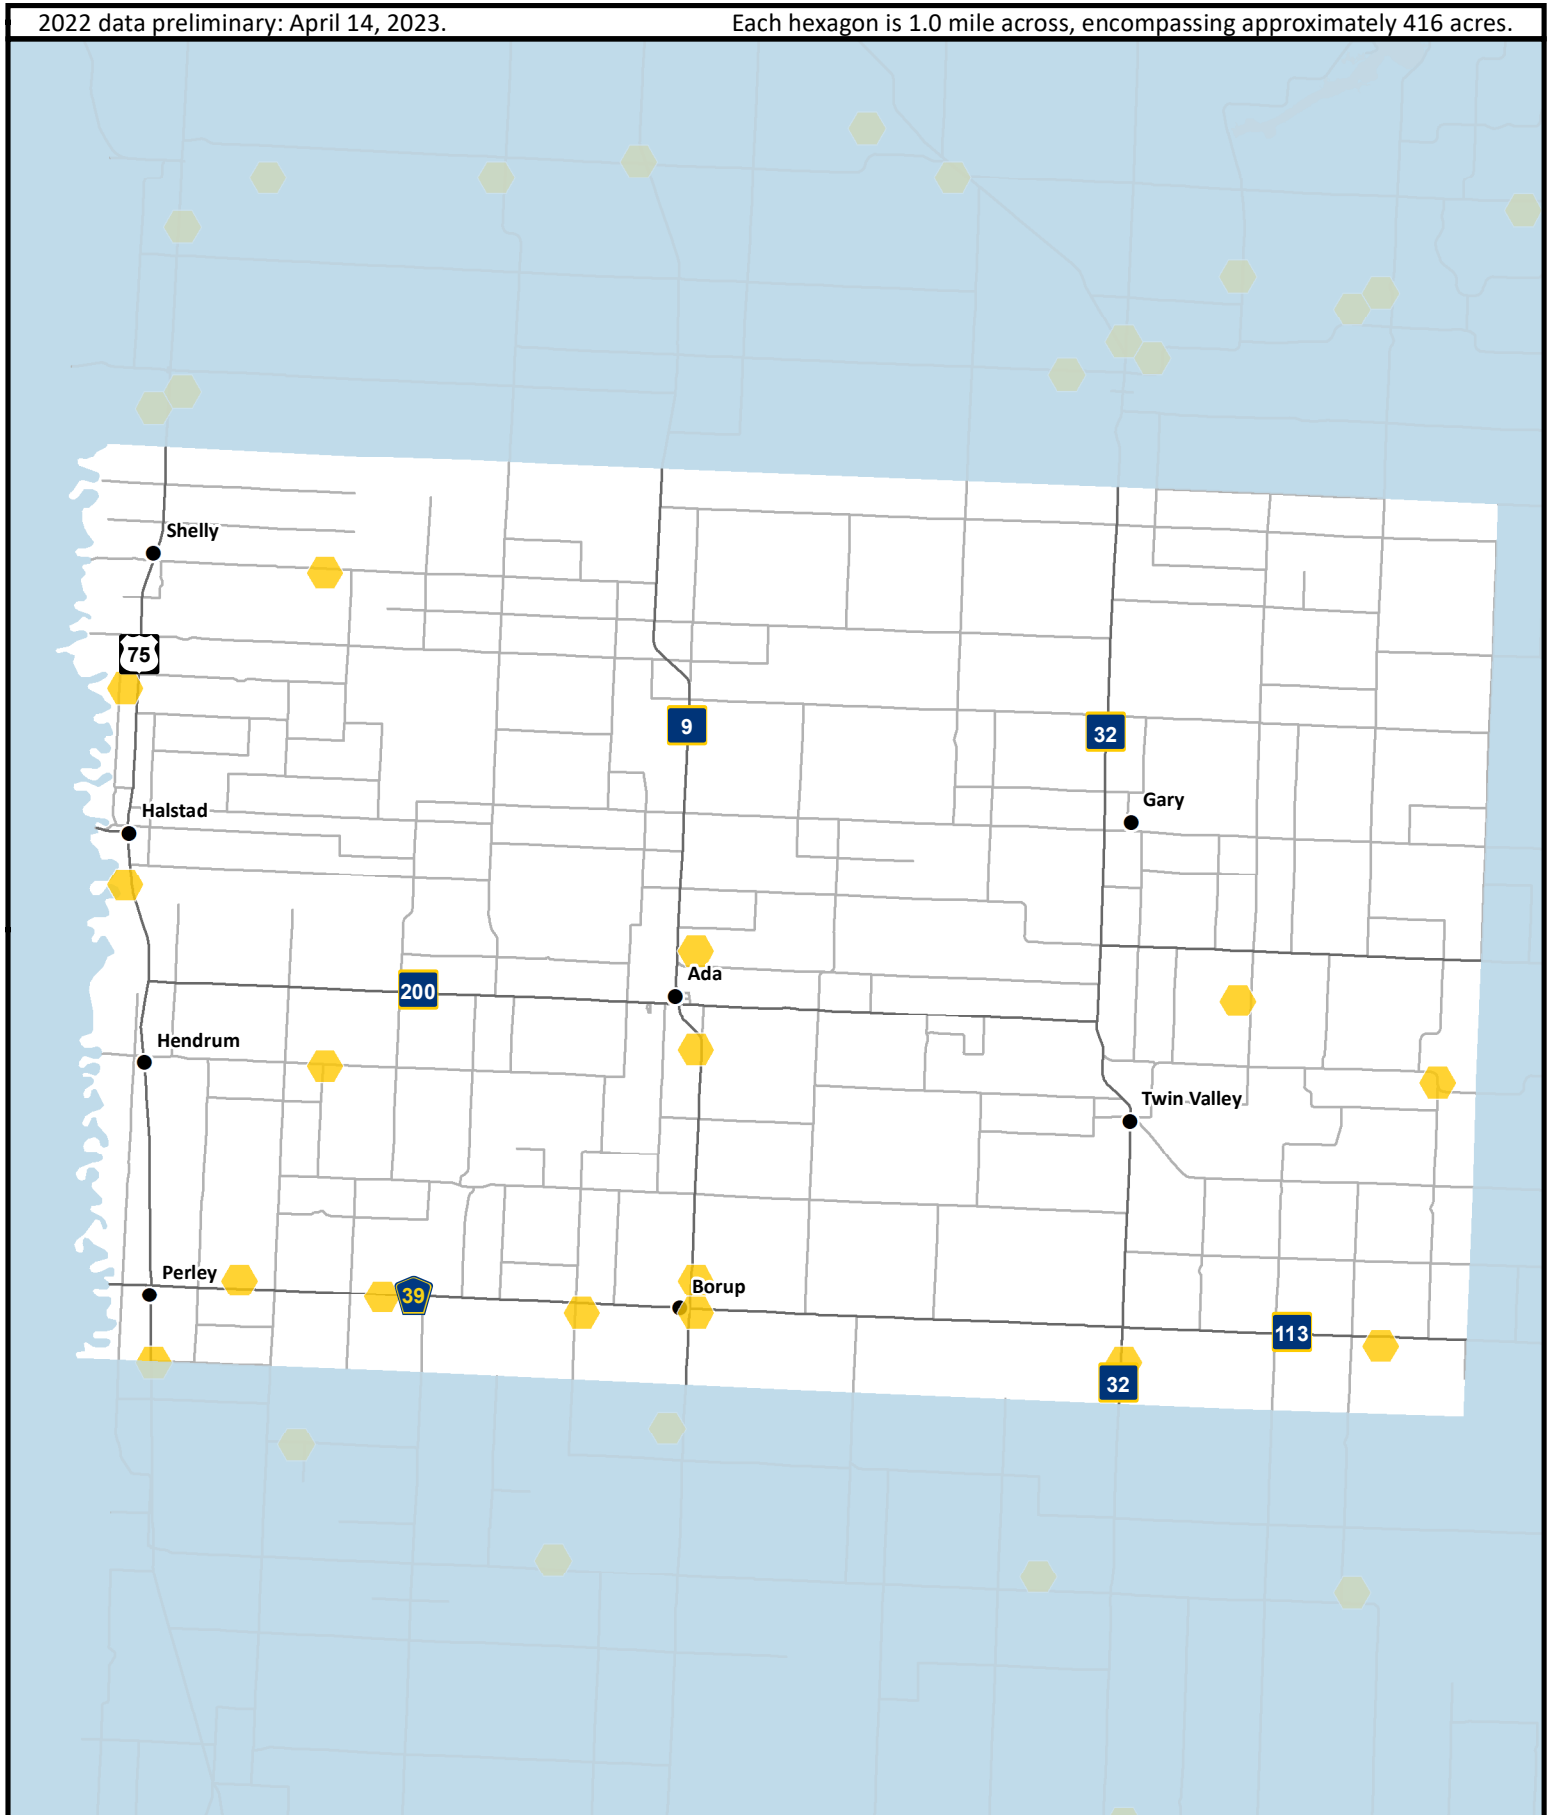 2022 data preliminary: April 14, 2023.
Each hexagon is 1.0 mile across, encompassing approximately 416 acres.
Shelly
75
9
32
Gary
Halstad
Ada
200
Hendrum
Twin Valley
Perley
39
Borup
113
32